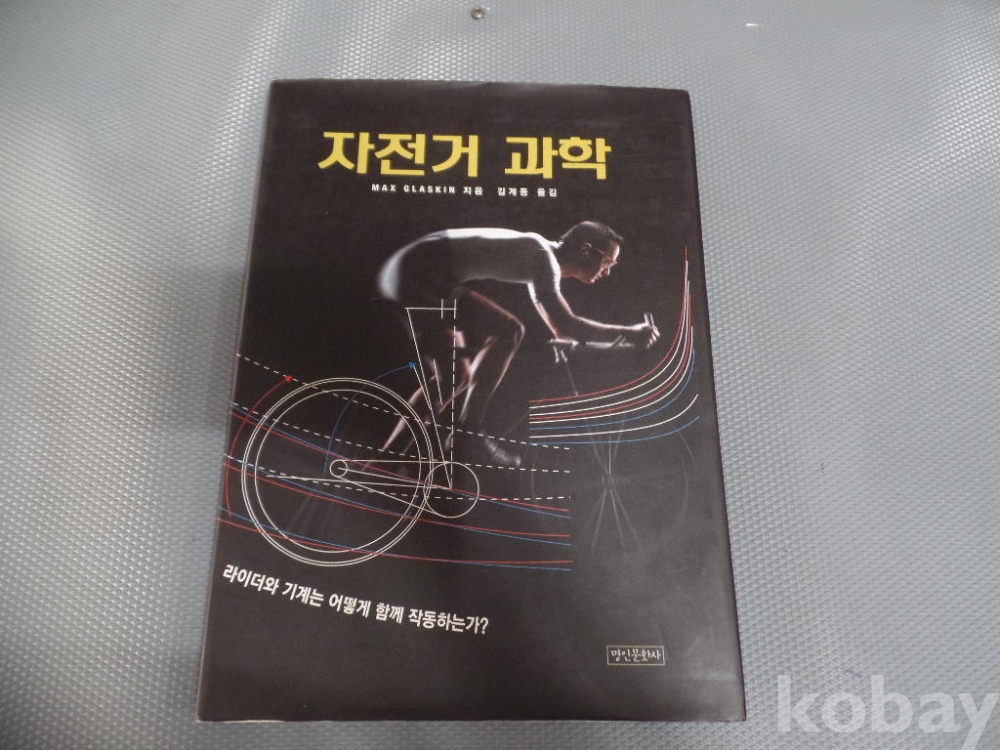 자전거 과학
MAX GLASKIN 지음 김계동 옮김
라이더와 기계는 어떻게 함께 작동하는가?
명인문화사
kobay